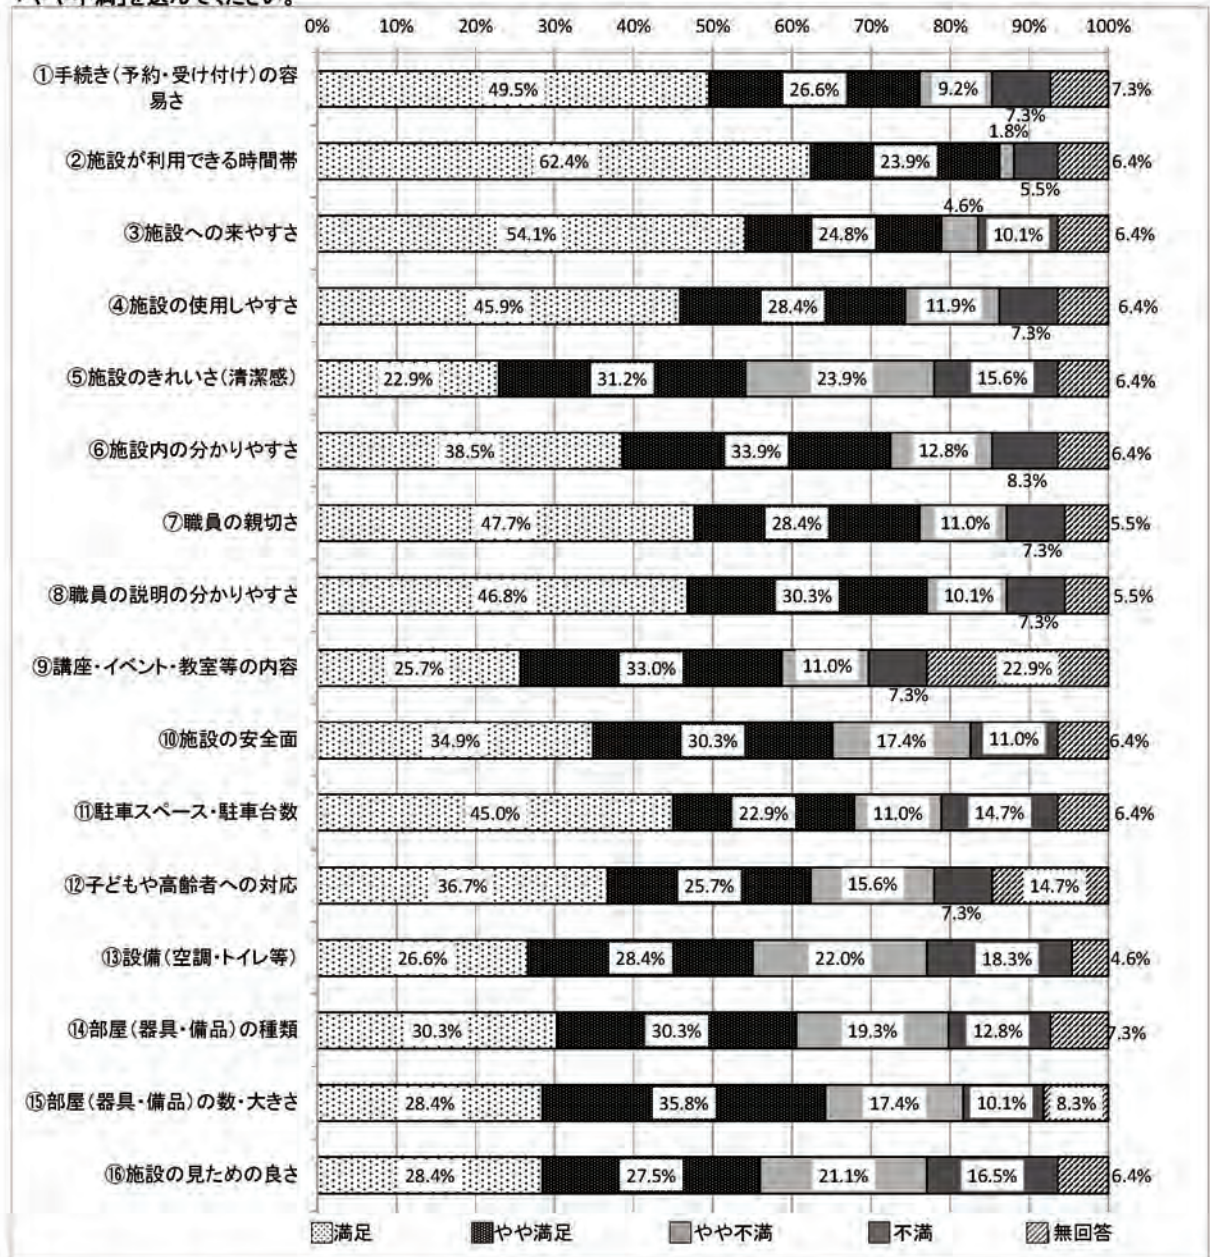 「やや不満」を選んでください。
0% 10% 20% 30% 40% 50% 60% 70% 80% 90% 100%
①手続き(予約・受け付け)の容
易さ
49.5% 26.6% 9.2% 7.3% 7.3%
②施設が利用できる時間帯
62.4% 23.9% 1.8% 5.5% 6.4%
③施設への来やすさ
54.1% 24.8% 4.6% 10.1% 6.4%
④施設の使用しやすさ
45.9% 28.4% 11.9% 7.3% 6.4%
⑤施設のきれいさ(清潔感)
22.9% 31.2% 23.9% 15.6% 6.4%
⑥施設内の分かりやすさ
38.5% 33.9% 12.8% 8.3% 6.4%
⑦職員の親切さ
47.7% 28.4% 11.0% 7.3% 5.5%
⑧職員の説明の分かりやすさ
46.8% 30.3% 10.1% 7.3% 5.5%
⑨講座・イベント・教室等の内容
25.7% 33.0% 11.0% 7.3% 22.9%
⑩施設の安全面
34.9% 30.3% 17.4% 11.0% 6.4%
⑪駐車スペース・駐車台数
45.0% 22.9% 11.0% 14.7% 6.4%
⑫子どもや高齢者への対応
36.7% 25.7% 15.6% 7.3% 14.7%
⑬設備(空調・トイレ等)
26.6% 28.4% 22.0% 18.3% 4.6%
⑭部屋(器具・備品)の種類
30.3% 30.3% 19.3% 12.8% 7.3%
⑮部屋(器具・備品)の数・大きさ
28.4% 35.8% 17.4% 10.1% 8.3%
⑯施設の見ための良さ
28.4% 27.5% 21.1% 16.5% 6.4%
満足 やや満足 やや不満 不満 無回答